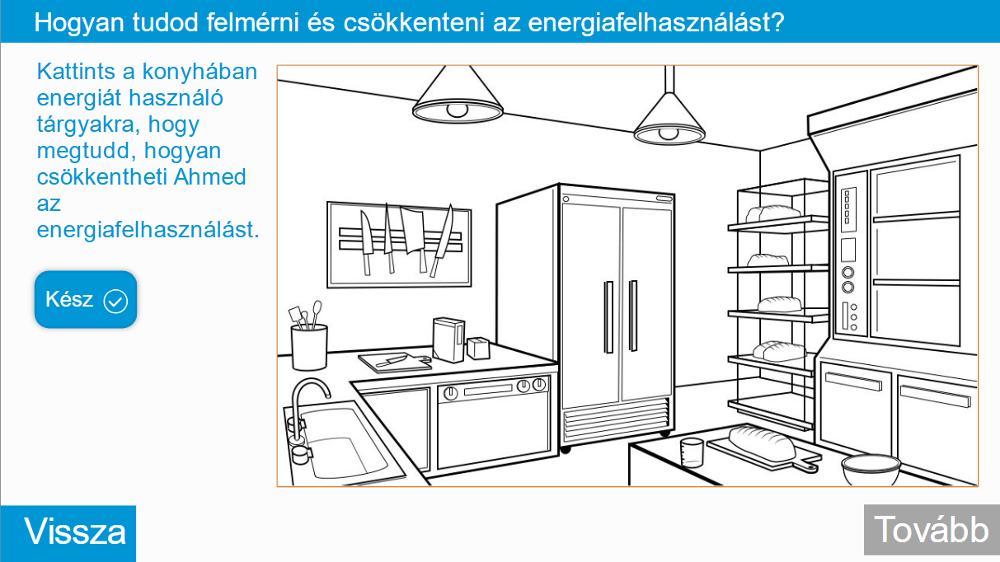 Hogyan tudod felmérni és csökkenteni az energiafelhasználást?
Kattints a konyhában
energiát használó
tárgyakra, hogy
megtudd, hogyan
csökkentheti Ahmed
az
energiafelhasználást.
Kész
Vissza
Tovább